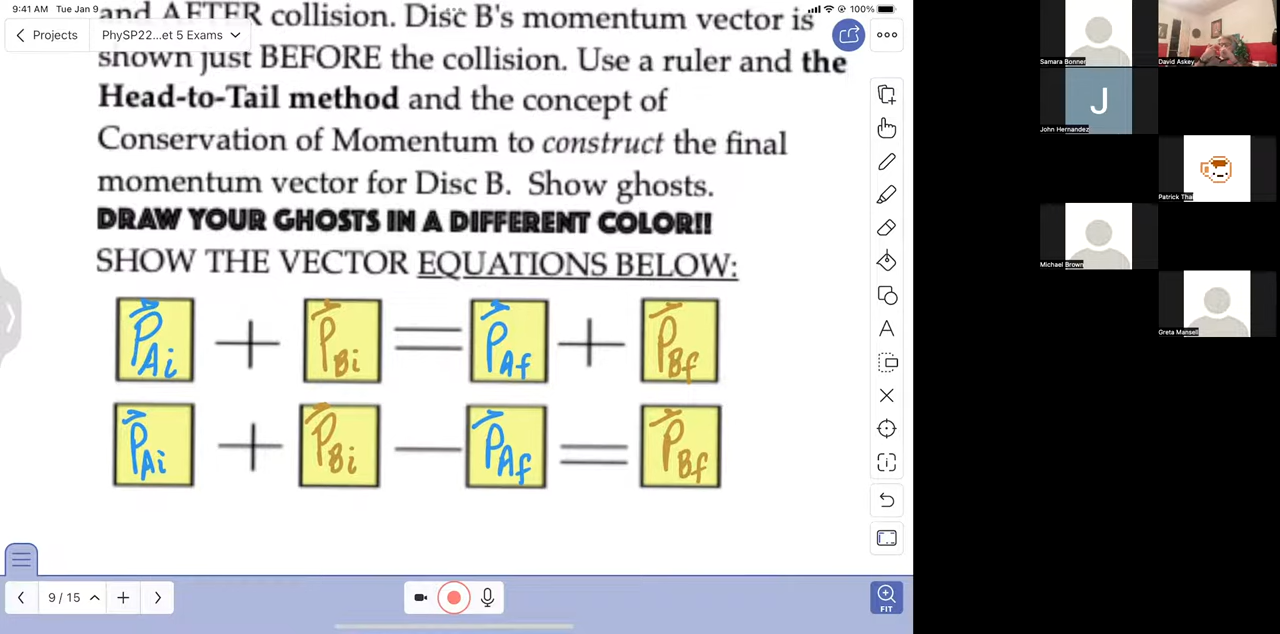 9:41 AM Tue Jan 9
100%
and AFTER collision. Disc B's momentum vector is
Projects
PhySP22...et 5 Exams
shown just BEFORE the collision. Use a ruler and the
Head-to-Tail method and the concept of
Conservation of Momentum to construct the final
momentum vector for Disc B. Show ghosts.
DRAW YOUR GHOSTS IN A DIFFERENT COLOR!!
SHOW THE VECTOR EQUATIONS BELOW:
P⃗Ai + P⃗Bi = P⃗Af + P⃗Bf
P⃗Ai + P⃗Bi − P⃗Af = P⃗Bf
A
9 / 15
FIT
Samara Bonner
David Askey
J
John Hernandez
Patrick Thai
Michael Brown
Greta Mansell